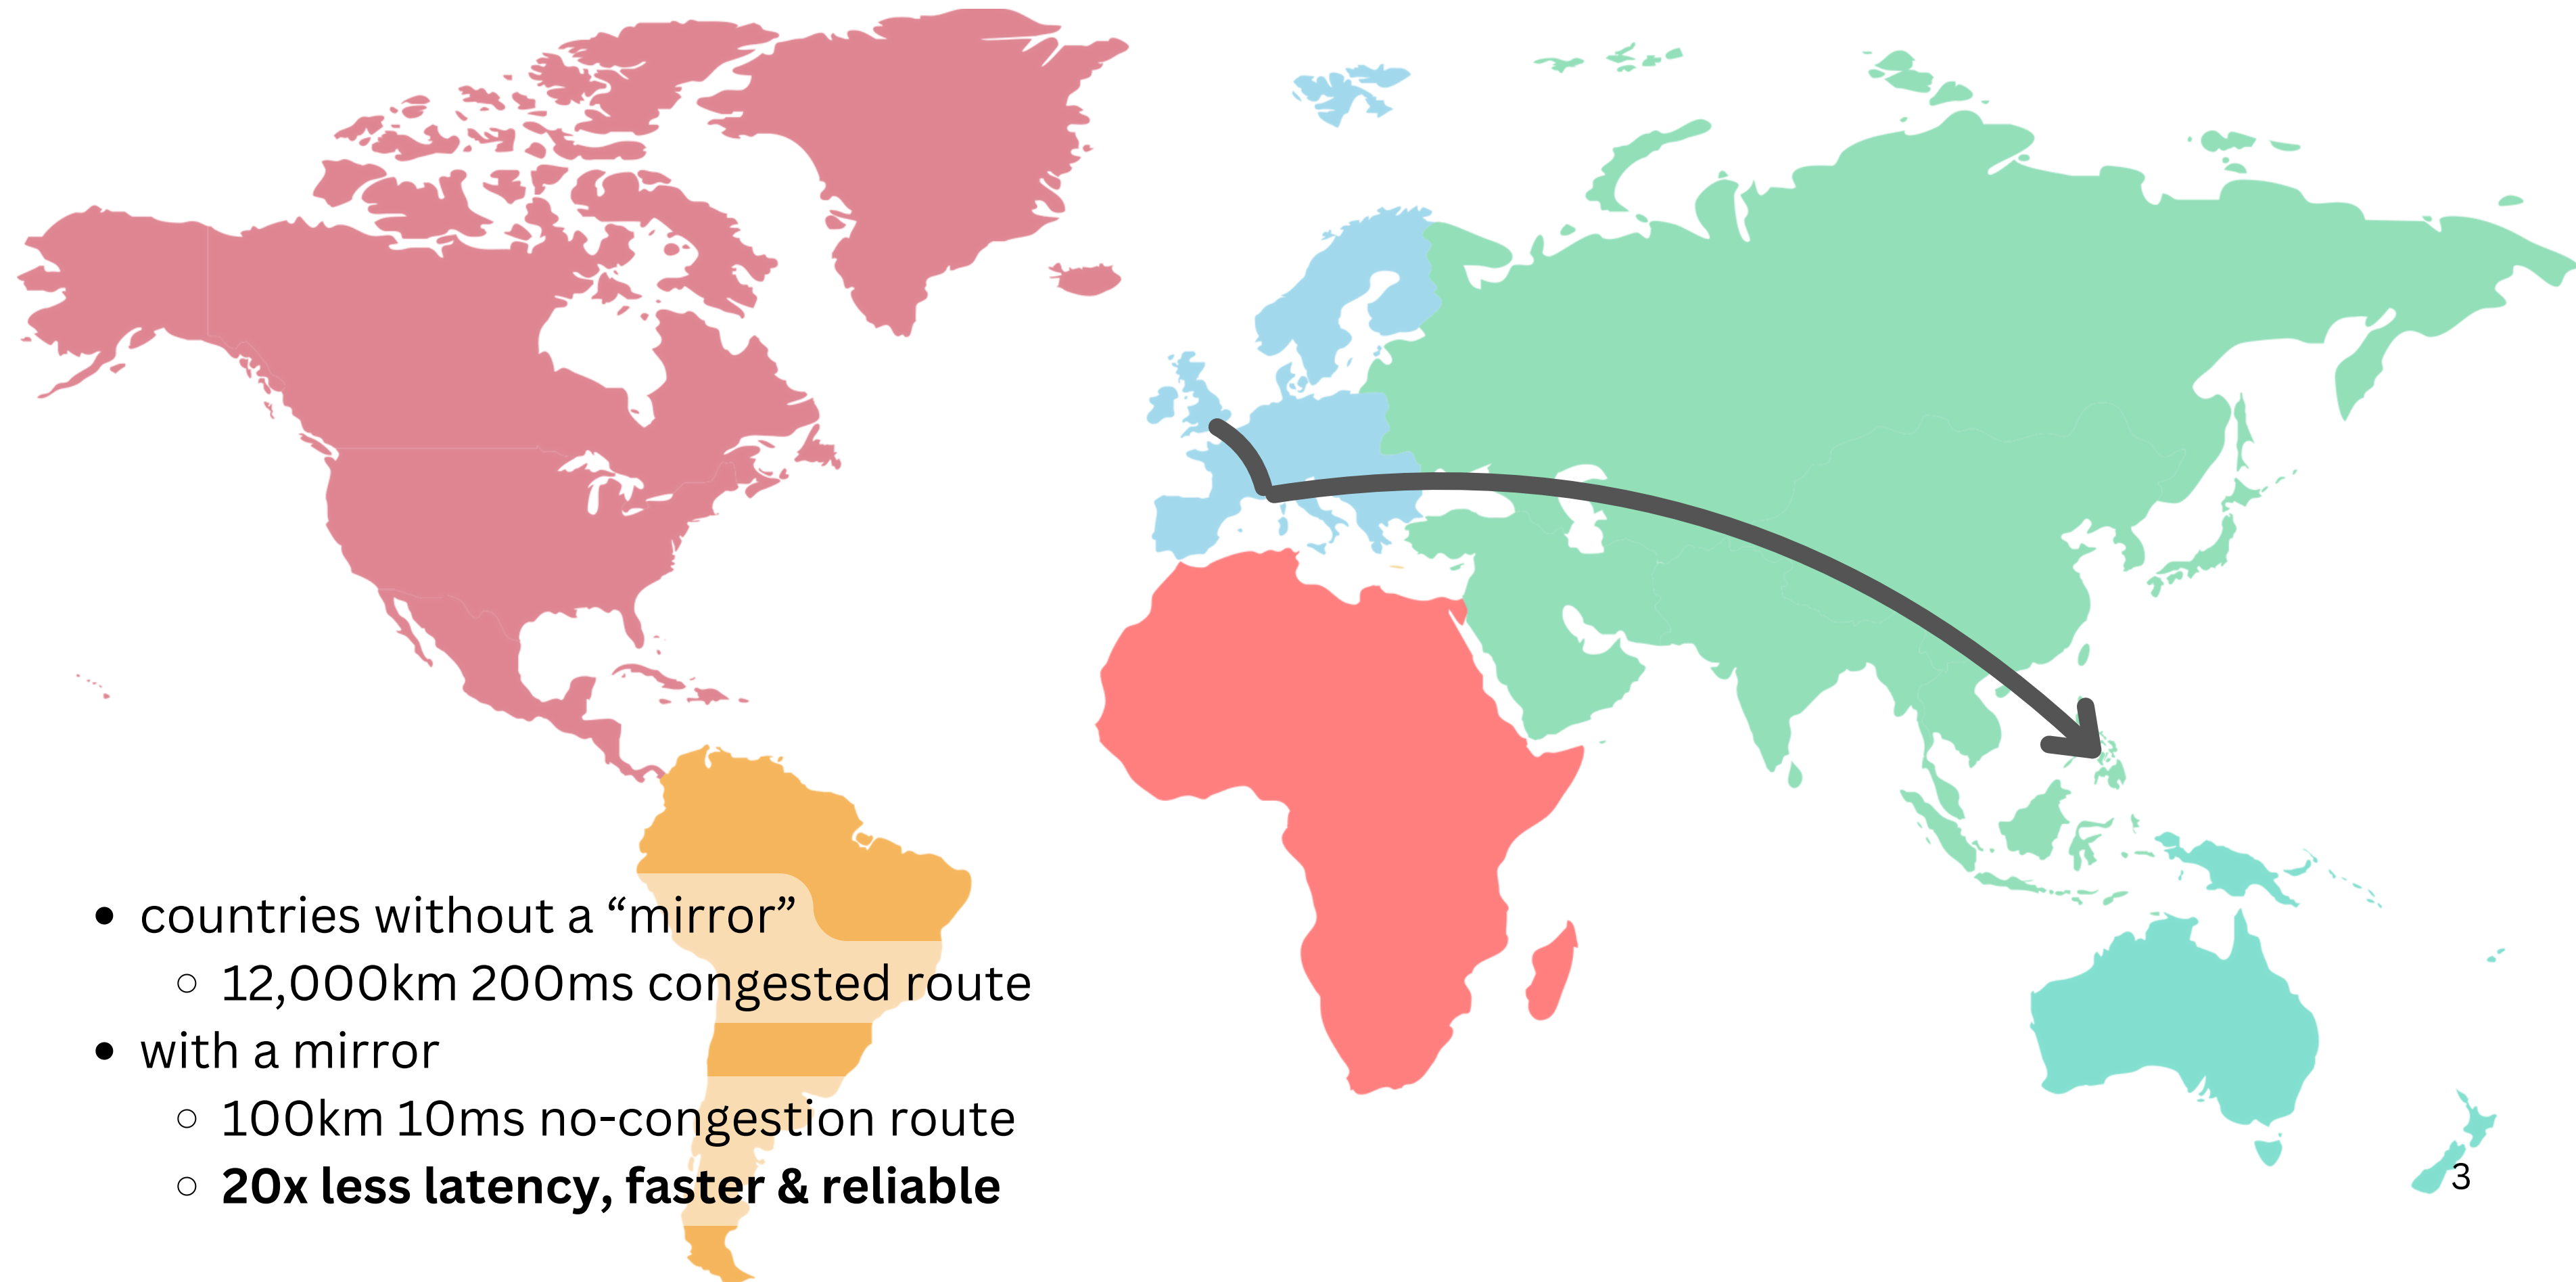 • countries without a “mirror”
○ 12,000km 200ms congested route
• with a mirror
○ 100km 10ms no-congestion route
○ 20x less latency, faster & reliable
3